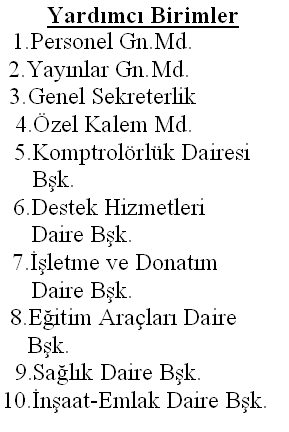 Yardımcı Birimler
1.Personel Gn.Md.
2.Yayınlar Gn.Md.
3.Genel Sekreterlik
4.Özel Kalem Md.
5.Komptrolörlük Dairesi
Bşk.
6.Destek Hizmetleri
Daire Bşk.
7.İşletme ve Donatım
Daire Bşk.
8.Eğitim Araçları Daire
Bşk.
9.Sağlık Daire Bşk.
10.İnşaat-Emlak Daire Bşk.